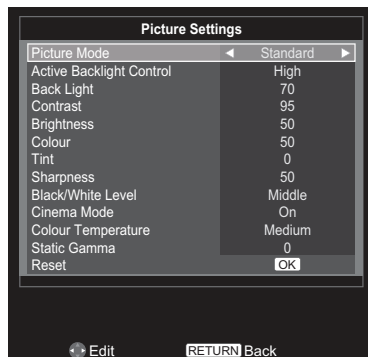 Picture Settings
Picture Mode Standard
Active Backlight Control High
Back Light 70
Contrast 95
Brightness 50
Colour 50
Tint 0
Sharpness 50
Black/White Level Middle
Cinema Mode On
Colour Temperature Medium
Static Gamma 0
Reset OK
Edit RETURN Back